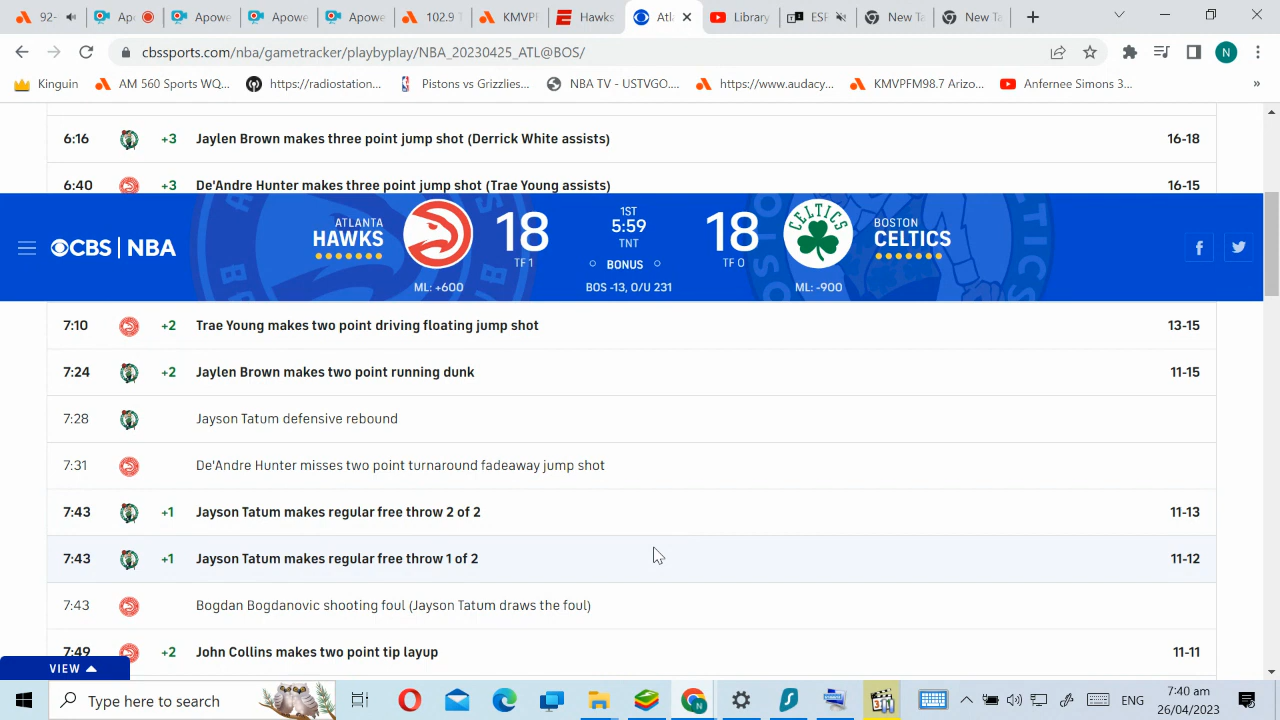 92-
Apowe
Apowe
Apowe
Apowe
102.9 T
KMVPI
Hawks
Atl
Library
ESP
New Ta
New Ta
cbssports.com/nba/gametracker/playbyplay/NBA_20230425_ATL@BOS/
N
Kinguin
AM 560 Sports WQ...
https://radiostation...
Pistons vs Grizzlies...
NBA TV - USTVGO....
https://www.audacy...
KMVPFM98.7 Arizo...
Anfernee Simons 3...
»
6:16 +3 Jaylen Brown makes three point jump shot (Derrick White assists) 16-18
6:40 +3 De'Andre Hunter makes three point jump shot (Trae Young assists) 16-15
CBS | NBA
ATLANTA
HAWKS
18
TF 1
ML: +600
1ST
5:59
TNT
BONUS
BOS -13, O/U 231
18
TF 0
CELTICS
ML: -900
BOSTON
CELTICS
7:10 +2 Trae Young makes two point driving floating jump shot 13-15
7:24 +2 Jaylen Brown makes two point running dunk 11-15
7:28 Jayson Tatum defensive rebound
7:31 De'Andre Hunter misses two point turnaround fadeaway jump shot
7:43 +1 Jayson Tatum makes regular free throw 2 of 2 11-13
7:43 +1 Jayson Tatum makes regular free throw 1 of 2 11-12
7:43 Bogdan Bogdanovic shooting foul (Jayson Tatum draws the foul)
7:49 +2 John Collins makes two point tip layup 11-11
VIEW
Type here to search
ENG
7:40 am
26/04/2023